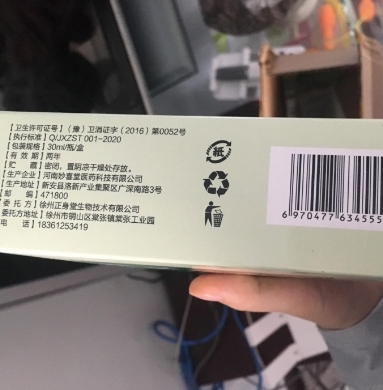 【卫生许可证号】（豫）卫消证字（2016）第0052号
【执行标准】Q/JXZST 001-2020
【包装规格】30ml/瓶/盒
【有 效 期】两年
贮 藏】密闭，置阴凉干燥处存放。
生产企业】河南妙喜堂医药科技有限公司
生产地址】新安县洛新产业集聚区广深南路3号
邮 编】471800
委 托 方】徐州正身堂生物技术有限公司
委托方地址】徐州市铜山区棠张镇棠张工业园
电 话】18361253419
紙
6 970477 634555